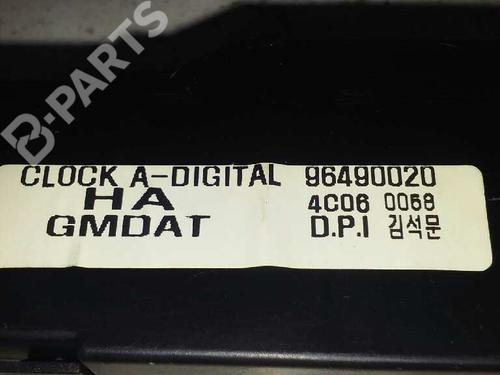 B-PARTS
CLOCK A-DIGITAL 96490020
HA 4C06 0068
GMDAT D.P.I 김석문